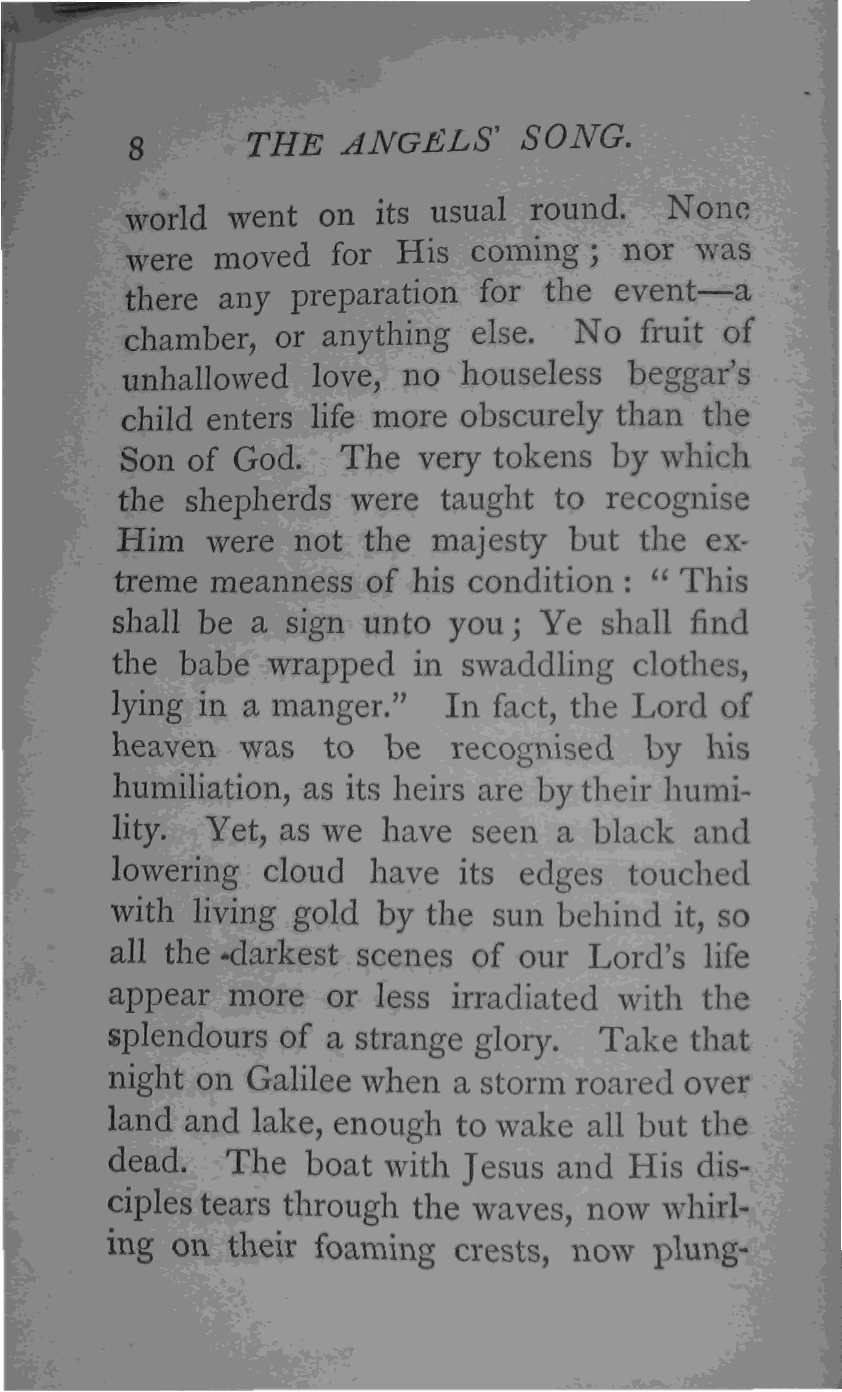 8 THE ANGELS' SONG.
world went on its usual round. None
were moved for His coming ; nor was
there any preparation for the event—a
chamber, or anything else. No fruit of
unhallowed love, no houseless beggar's
child enters life more obscurely than the
Son of God. The very tokens by which
the shepherds were taught to recognise
Him were not the majesty but the ex-
treme meanness of his condition : “ This
shall be a sign unto you ; Ye shall find
the babe wrapped in swaddling clothes,
lying in a manger.” In fact, the Lord of
heaven was to be recognised by his
humiliation, as its heirs are by their humi-
lity. Yet, as we have seen a black and
lowering cloud have its edges touched
with living gold by the sun behind it, so
all the darkest scenes of our Lord's life
appear more or less irradiated with the
splendours of a strange glory. Take that
night on Galilee when a storm roared over
land and lake, enough to wake all but the
dead. The boat with Jesus and His dis-
ciples tears through the waves, now whirl-
ing on their foaming crests, now plung-